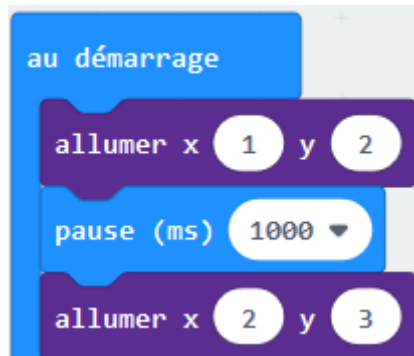 au démarrage
allumer x 1 y 2
pause (ms) 1000
allumer x 2 y 3